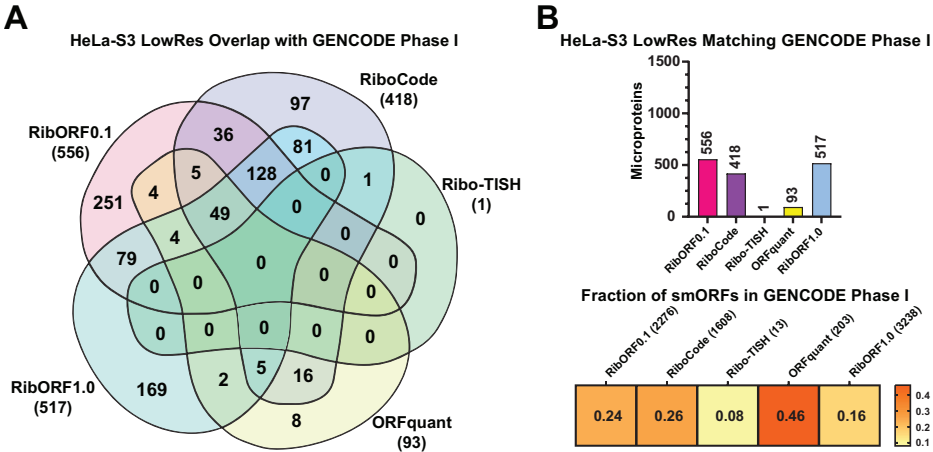 A
HeLa-S3 LowRes Overlap with GENCODE Phase I
RiboCode
(418)
97
RibORF0.1
(556)
36
81
Ribo-TISH
(1)
5
128
0
1
251
4
49
0
0
4
0
79
0
0
0
0
0
0
0
0
0
0
0
169
2
5
16
RibORF1.0
(517)
8
ORFquant
(93)
B
HeLa-S3 LowRes Matching GENCODE Phase I
Microproteins
1500
1000
500
0
556
418
1
93
517
RibORF0.1
RiboCode
Ribo-TISH
ORFquant
RibORF1.0
Fraction of smORFs in GENCODE Phase I
RibORF0.1 (2276)
RiboCode (1608)
Ribo-TISH (13)
ORFquant (203)
RibORF1.0 (3238)
0.24
0.26
0.08
0.46
0.16
0.4
0.3
0.2
0.1